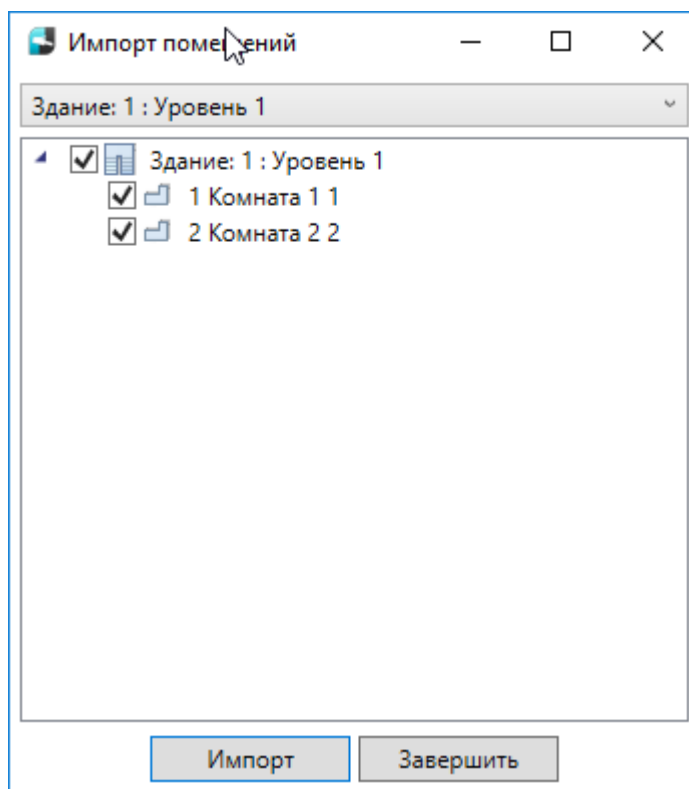 Импорт помещений
Здание: 1 : Уровень 1
Здание: 1 : Уровень 1
1 Комната 1 1
2 Комната 2 2
Импорт
Завершить